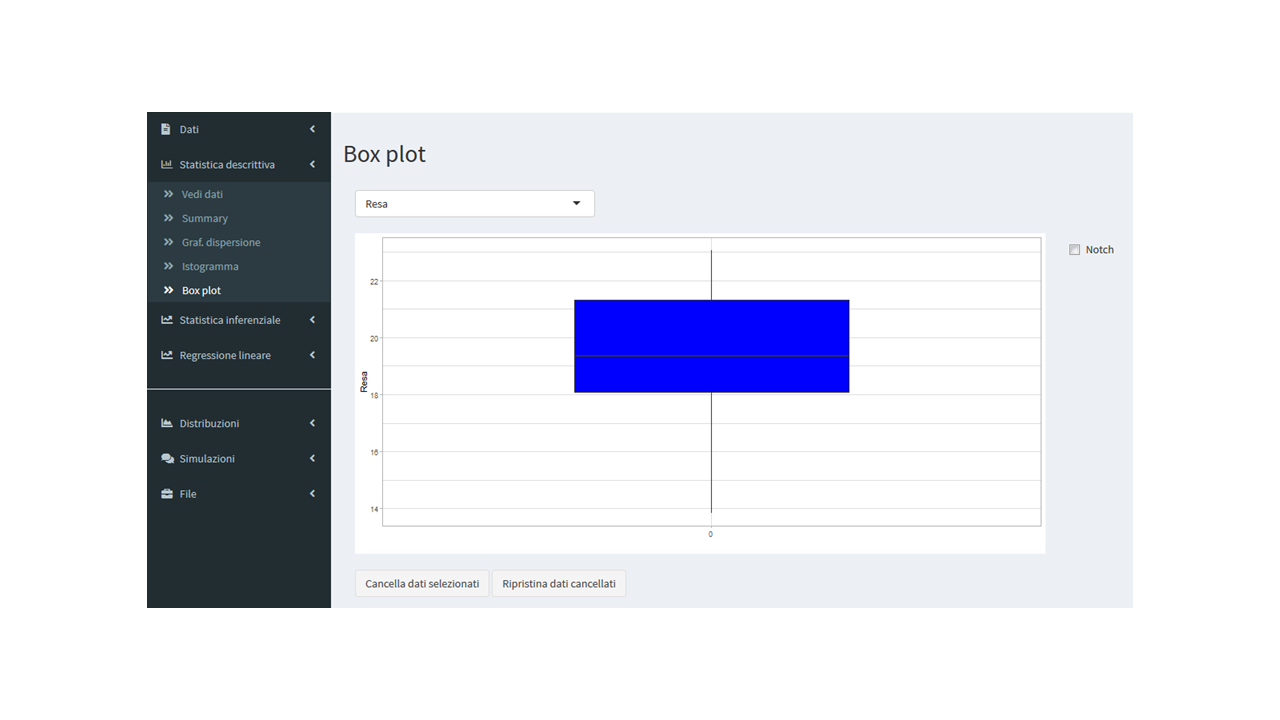 Dati
Statistica descrittiva
Vedi dati
Summary
Graf. dispersione
Istogramma
Box plot
Statistica inferenziale
Regressione lineare
Distribuzioni
Simulazioni
File
Box plot
Resa
Notch
Resa
22
20
18
16
14
0
Cancella dati selezionati
Ripristina dati cancellati